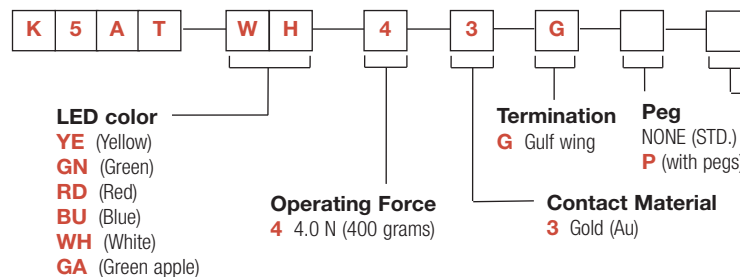 K 5 A T W H 4 3 G
LED color
YE (Yellow)
GN (Green)
RD (Red)
BU (Blue)
WH (White)
GA (Green apple)
Operating Force
4 4.0 N (400 grams)
Termination
G Gulf wing
Contact Material
3 Gold (Au)
Peg
NONE (STD.)
P (with pegs)